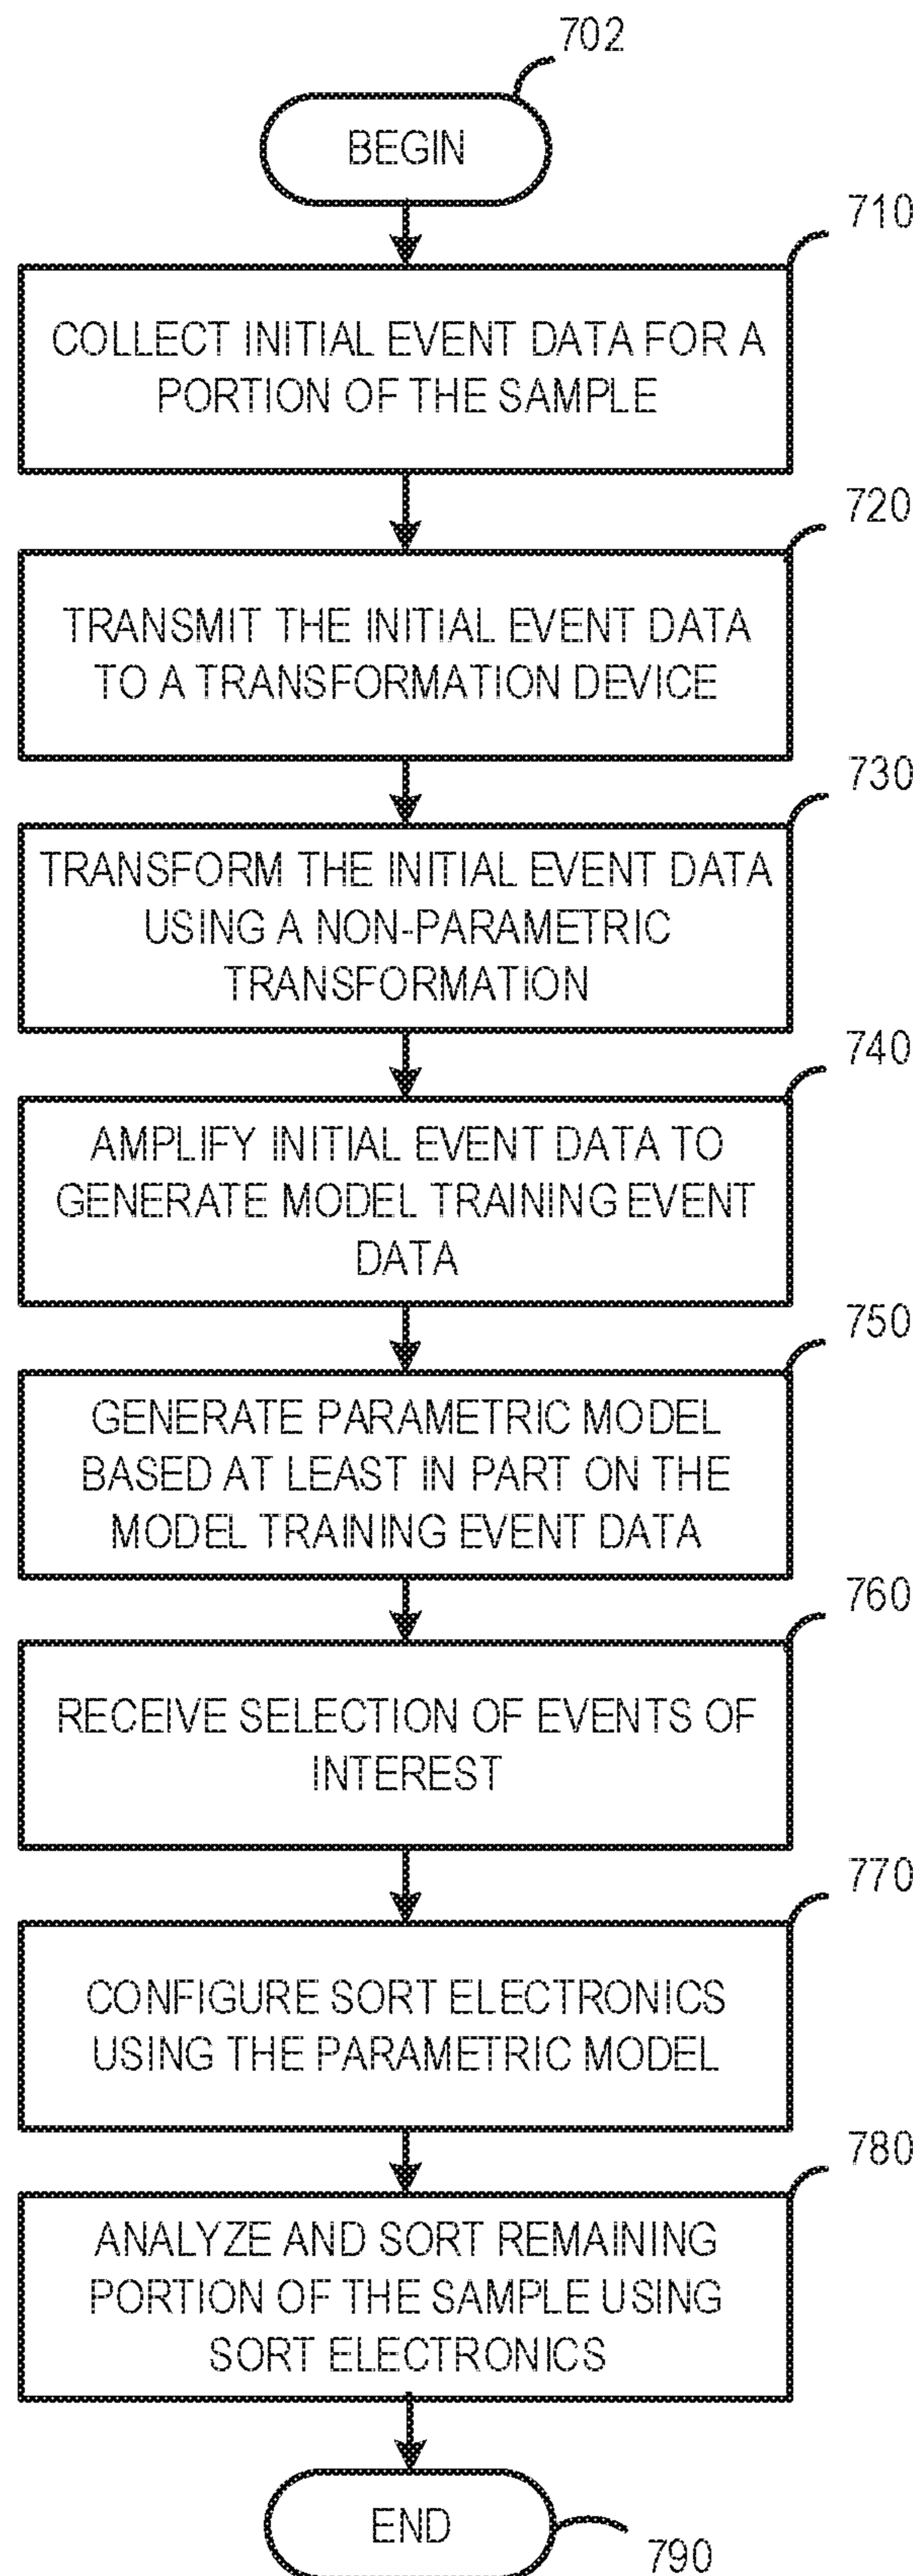 702
BEGIN
710
COLLECT INITIAL EVENT DATA FOR A
PORTION OF THE SAMPLE
720
TRANSMIT THE INITIAL EVENT DATA
TO A TRANSFORMATION DEVICE
730
TRANSFORM THE INITIAL EVENT DATA
USING A NON-PARAMETRIC
TRANSFORMATION
740
AMPLIFY INITIAL EVENT DATA TO
GENERATE MODEL TRAINING EVENT
DATA
750
GENERATE PARAMETRIC MODEL
BASED AT LEAST IN PART ON THE
MODEL TRAINING EVENT DATA
760
RECEIVE SELECTION OF EVENTS OF
INTEREST
770
CONFIGURE SORT ELECTRONICS
USING THE PARAMETRIC MODEL
780
ANALYZE AND SORT REMAINING
PORTION OF THE SAMPLE USING
SORT ELECTRONICS
END
790